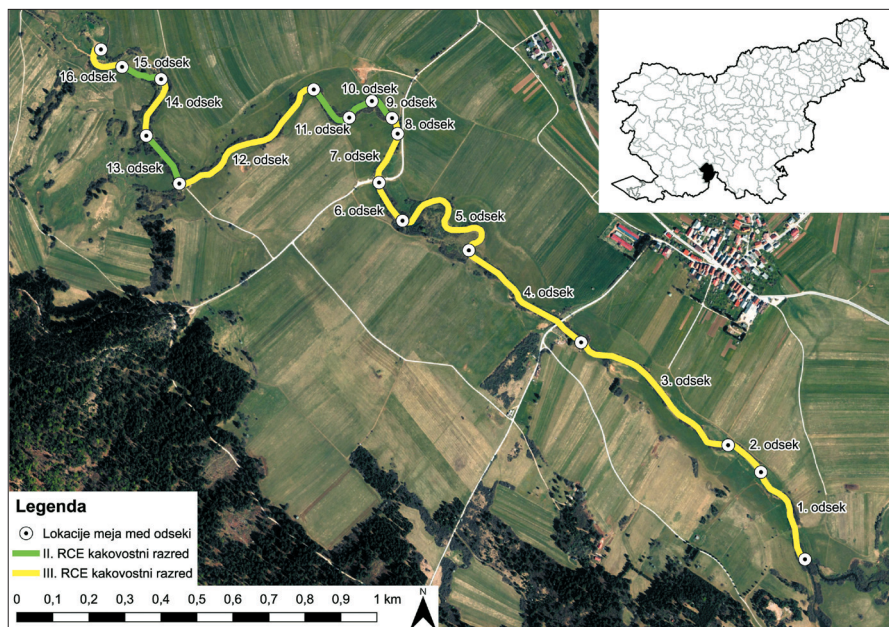 15. odsek
16. odsek
14. odsek
10. odsek
9. odsek
11. odsek
8. odsek
12. odsek
7. odsek
13. odsek
6. odsek
5. odsek
4. odsek
3. odsek
2. odsek
1. odsek
Legenda
Lokacije meja med odseki
II. RCE kakovostni razred
III. RCE kakovostni razred
0 0,1 0,2 0,3 0,4 0,5 0,6 0,7 0,8 0,9 1 km
N